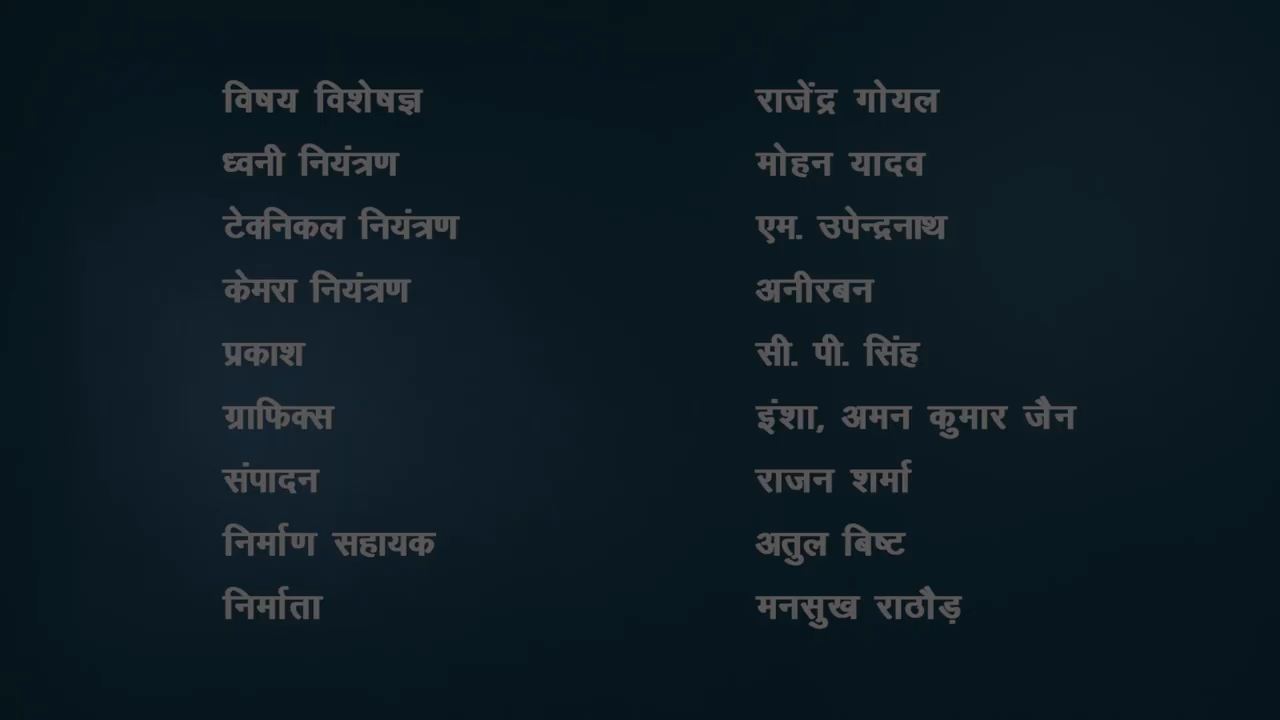 विषय विशेषज्ञ राजेंद्र गोयल
ध्वनी नियंत्रण मोहन यादव
टेक्निकल नियंत्रण एम. उपेन्द्रनाथ
केमरा नियंत्रण अनीरबन
प्रकाश सी. पी. सिंह
ग्राफिक्स इंशा, अमन कुमार जैन
संपादन राजन शर्मा
निर्माण सहायक अतुल बिष्ट
निर्माता मनसुख राठौड़